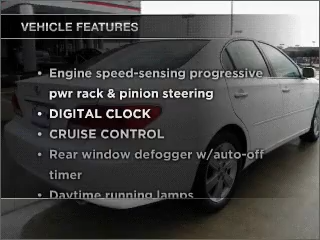 VEHICLE FEATURES
• Engine speed-sensing progressive
pwr rack & pinion steering
• DIGITAL CLOCK
• CRUISE CONTROL
• Rear window defogger w/auto-off
timer
• Daytime running lamps